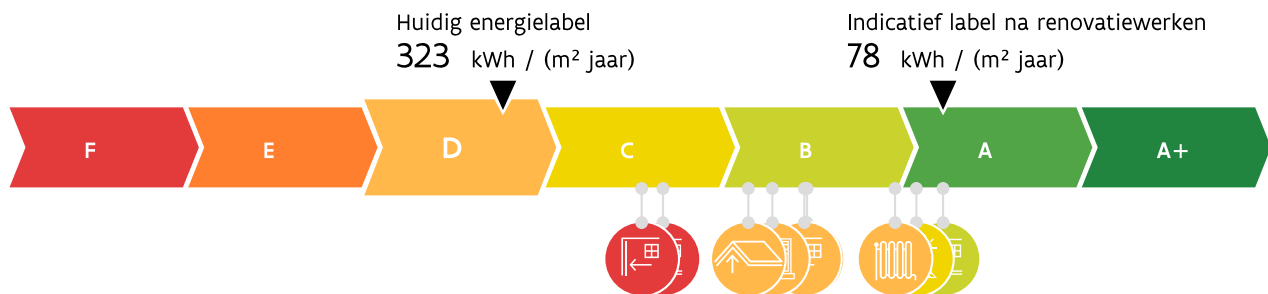 Huidig energielabel
323 kWh / (m² jaar)
Indicatief label na renovatiewerken
78 kWh / (m² jaar)
F E D C B A A+